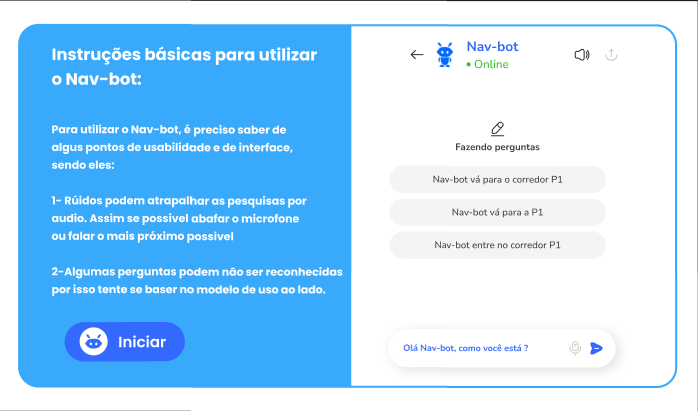 Instruções básicas para utilizar
o Nav-bot:
Para utilizar o Nav-bot, é preciso saber de
algus pontos de usabilidade e de interface,
sendo eles:
1- Rúidos podem atrapalhar as pesquisas por
audio. Assim se possivel abafar o microfone
ou falar o mais próximo possivel
2-Algumas perguntas podem não ser reconhecidas
por isso tente se baser no modelo de uso ao lado.
Iniciar
Nav-bot
Online
Fazendo perguntas
Nav-bot vá para o corredor P1
Nav-bot vá para a P1
Nav-bot entre no corredor P1
Olá Nav-bot, como você está ?